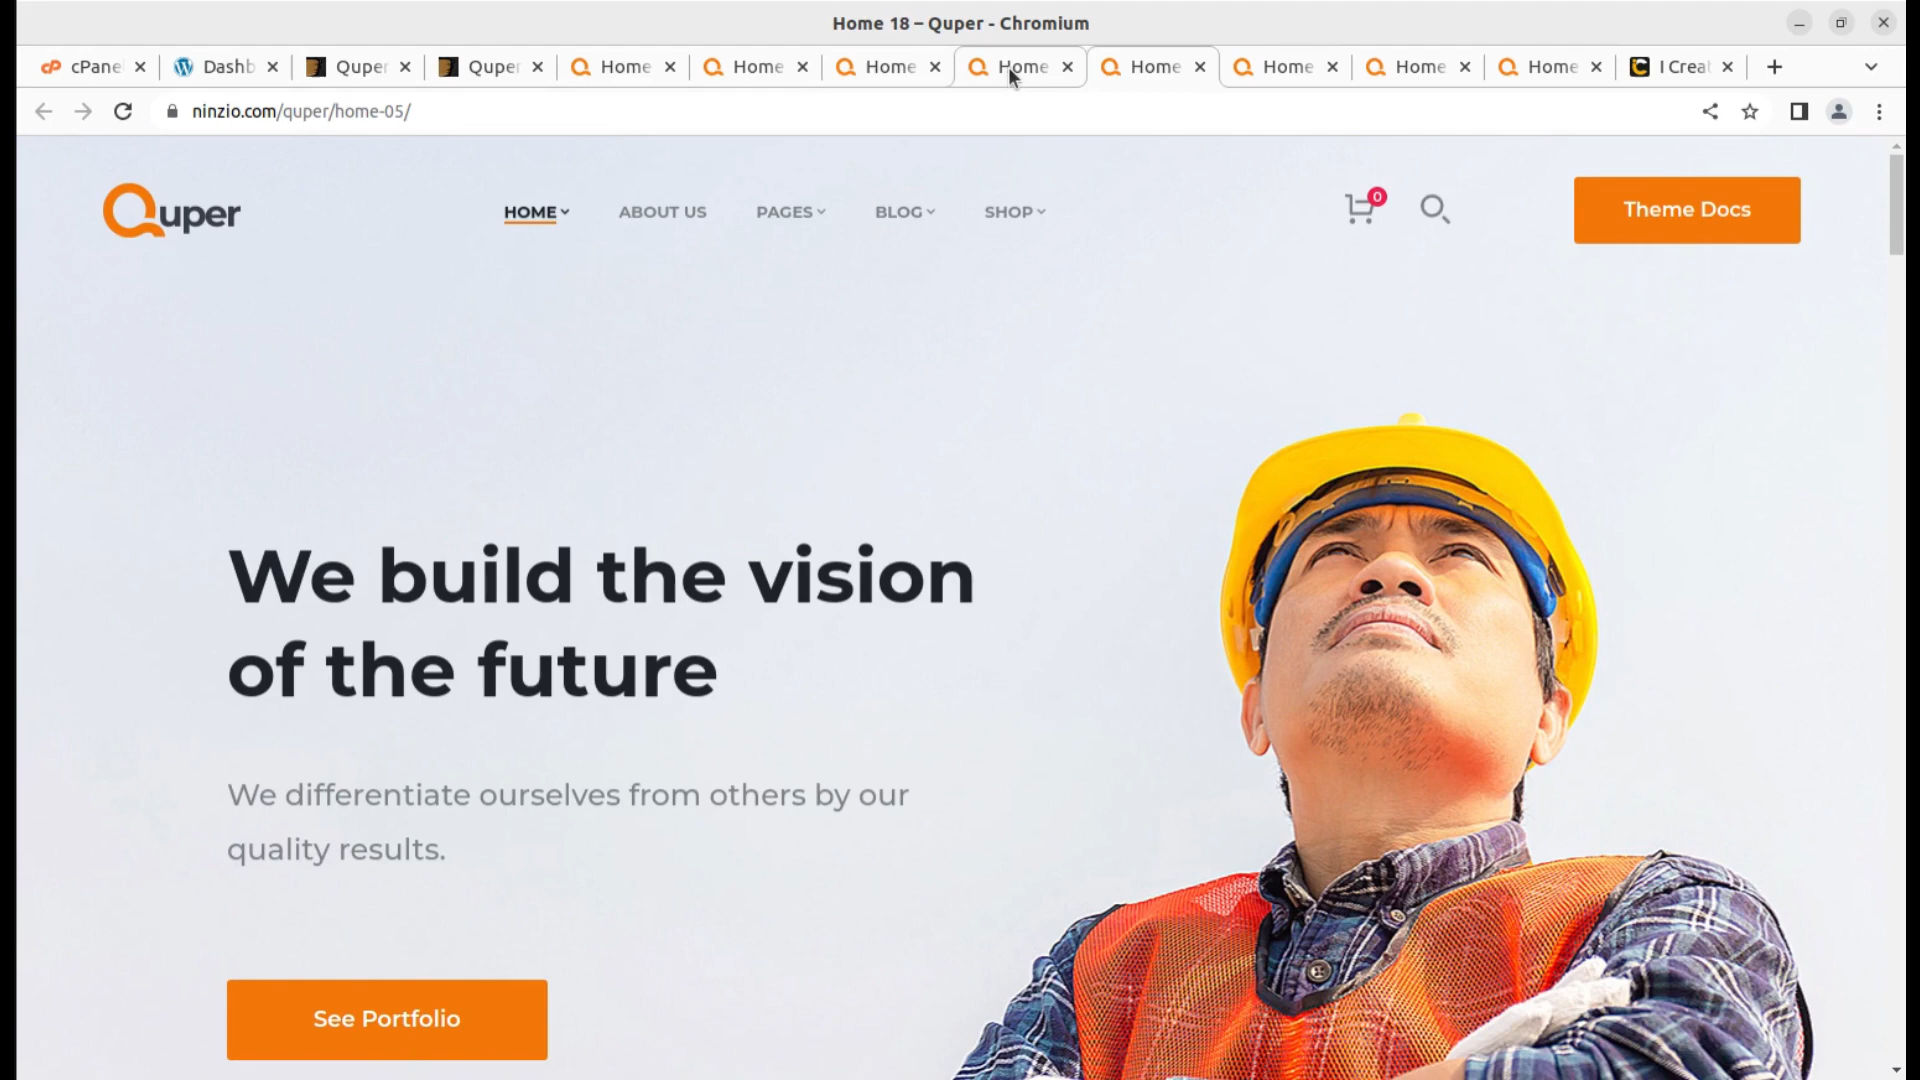 Home 18 – Quper - Chromium
cPane
Dashb
Quper
Quper
Home
Home
Home
Home
Home
Home
Home
Home
I Creat
ninzio.com/quper/home-05/
Quper
HOME
ABOUT US
PAGES
BLOG
SHOP
0
Theme Docs
We build the vision
of the future
We differentiate ourselves from others by our
quality results.
See Portfolio